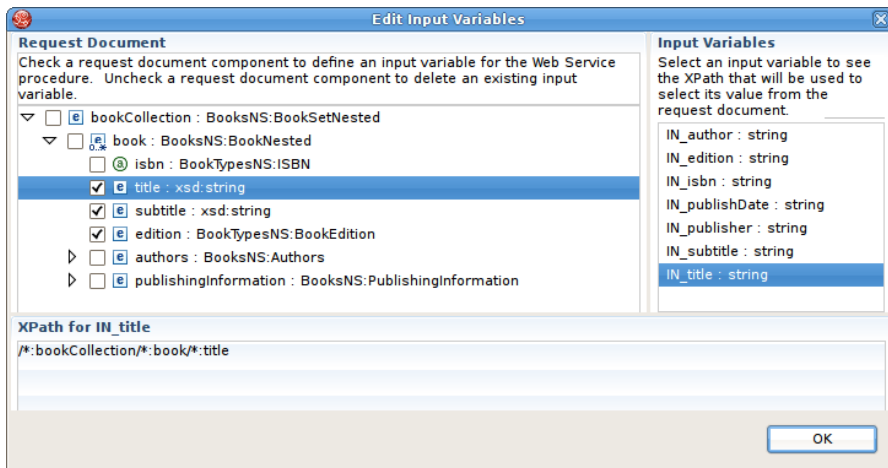 Edit Input Variables
Request Document
Check a request document component to define an input variable for the Web Service
procedure. Uncheck a request document component to delete an existing input
variable.
e bookCollection : BooksNS:BookSetNested
e 0..* book : BooksNS:BookNested
a isbn : BookTypesNS:ISBN
e title : xsd:string
e subtitle : xsd:string
e edition : BookTypesNS:BookEdition
e authors : BooksNS:Authors
e publishingInformation : BooksNS:PublishingInformation
Input Variables
Select an input variable to see
the XPath that will be used to
select its value from the
request document.
IN_author : string
IN_edition : string
IN_isbn : string
IN_publishDate : string
IN_publisher : string
IN_subtitle : string
IN_title : string
XPath for IN_title
/*:bookCollection/*:book/*:title
OK